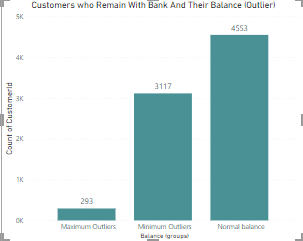 Customers who Remain With Bank And Their Balance (Outlier)
5K
4K
3K
2K
1K
0K
Count of CustomerId
293
3117
4553
Maximum Outliers
Minimum Outliers
Normal balance
Balance (groups)